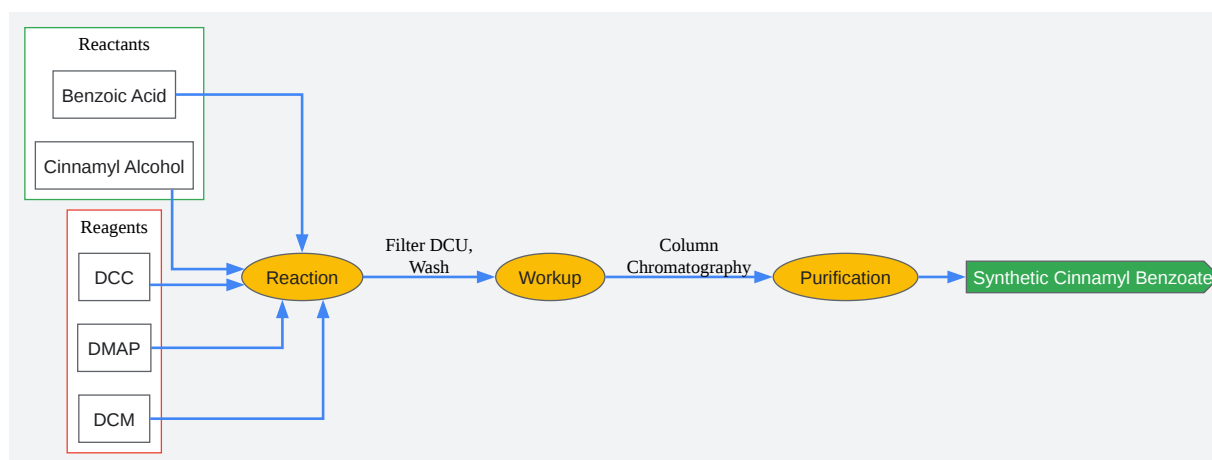 Reactants
Benzoic Acid
Cinnamyl Alcohol
Reagents
DCC
DMAP
DCM
Reaction
Filter DCU,
Wash
Workup
Column
Chromatography
Purification
Synthetic Cinnamyl Benzoate